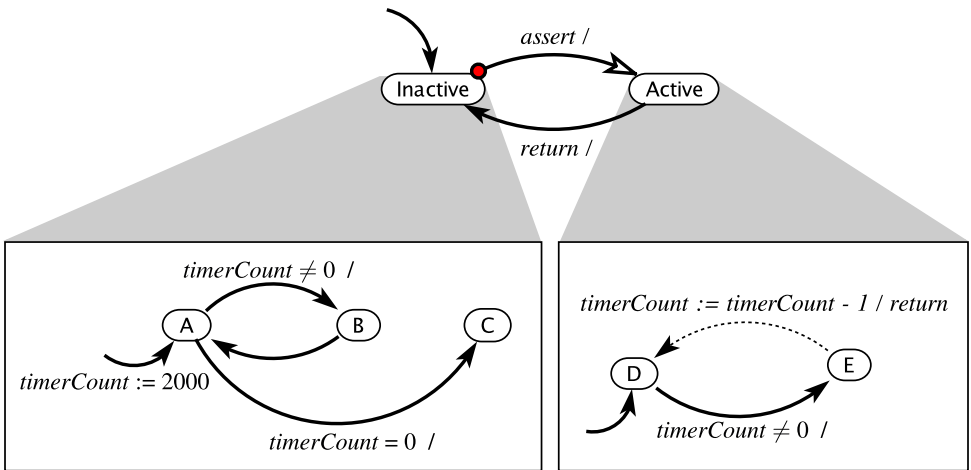 assert /
Inactive
Active
return /
timerCount ≠ 0 /
A
B
C
timerCount := 2000
timerCount = 0 /
timerCount := timerCount - 1 / return
D
E
timerCount ≠ 0 /